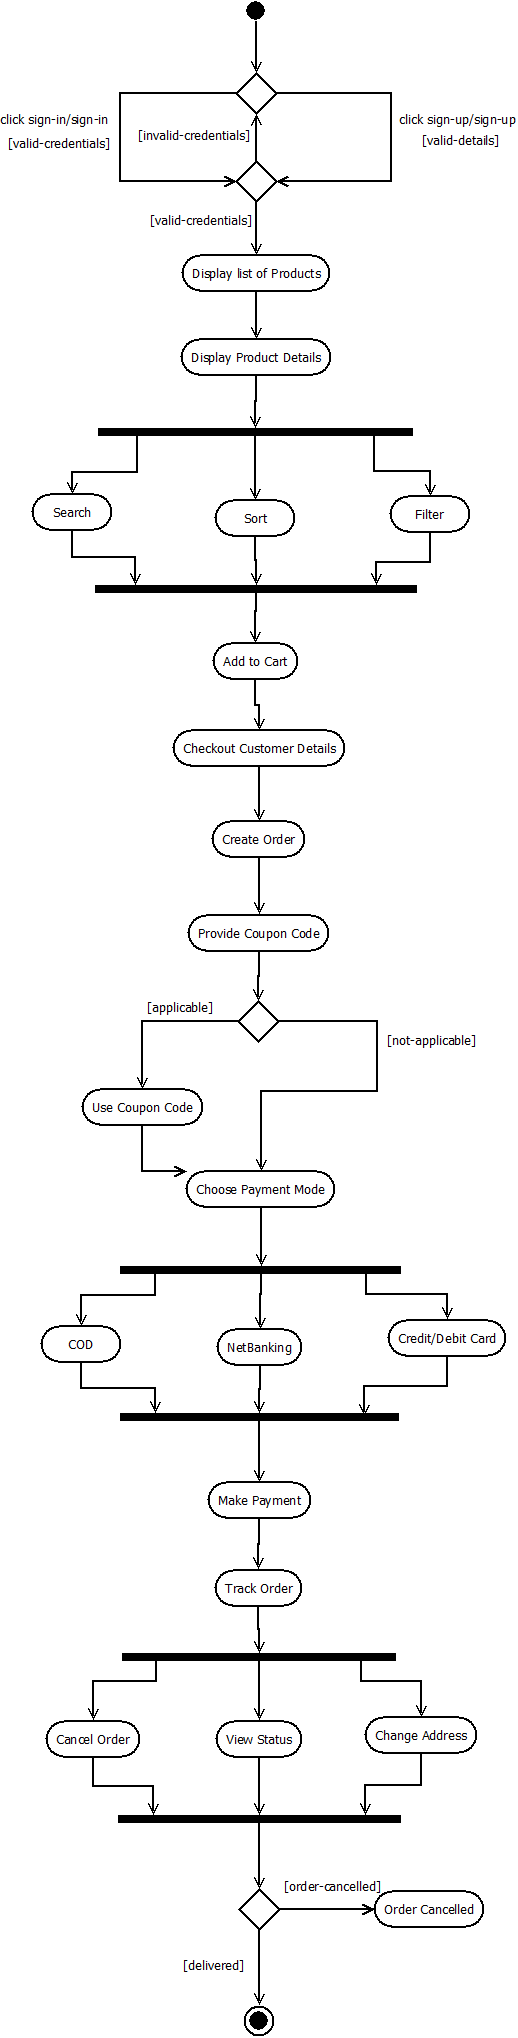 click sign-in/sign-in
[valid-credentials]
[invalid-credentials]
click sign-up/sign-up
[valid-details]
[valid-credentials]
Display list of Products
Display Product Details
Search
Sort
Filter
Add to Cart
Checkout Customer Details
Create Order
Provide Coupon Code
[applicable]
[not-applicable]
Use Coupon Code
Choose Payment Mode
COD
NetBanking
Credit/Debit Card
Make Payment
Track Order
Cancel Order
View Status
Change Address
[order-cancelled]
Order Cancelled
[delivered]